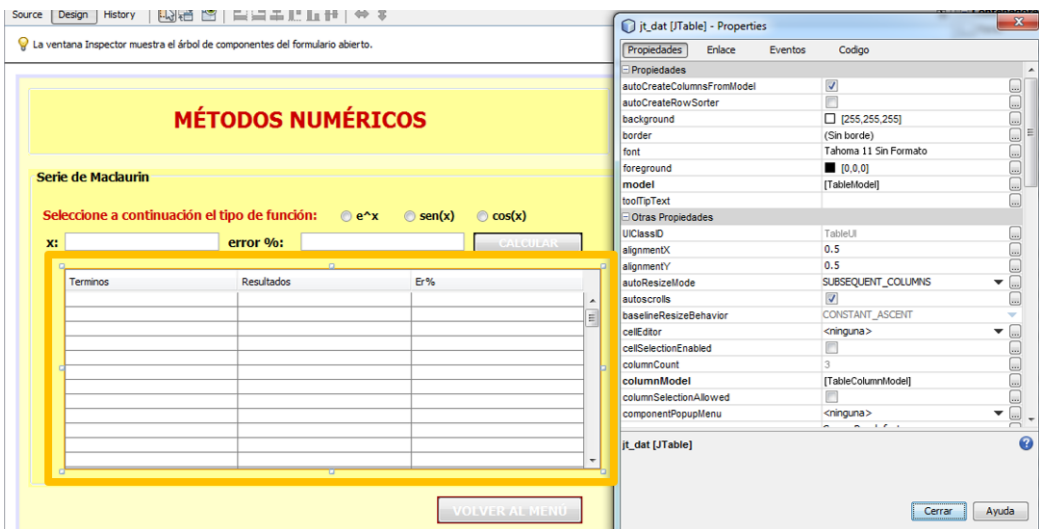 Source Design History
La ventana Inspector muestra el árbol de componentes del formulario abierto.
MÉTODOS NUMÉRICOS
Serie de Maclaurin
Seleccione a continuación el tipo de función: e^x sen(x) cos(x)
x: error %: CALCULAR
Terminos Resultados Er%
VOLVER AL MENÚ
jt_dat [JTable] - Properties
Propiedades Enlace Eventos Codigo
Propiedades
autoCreateColumnsFromModel
autoCreateRowSorter
background [255,255,255]
border (Sin borde)
font Tahoma 11 Sin Formato
foreground [0,0,0]
model [TableModel]
toolTipText
Otras Propiedades
UIClassID TableUI
alignmentX 0.5
alignmentY 0.5
autoResizeMode SUBSEQUENT_COLUMNS
autoscrolls
baselineResizeBehavior CONSTANT_ASCENT
cellEditor <ninguna>
cellSelectionEnabled
columnCount 3
columnModel [TableColumnModel]
columnSelectionAllowed
componentPopupMenu <ninguna>
jt_dat [JTable]
Cerrar Ayuda